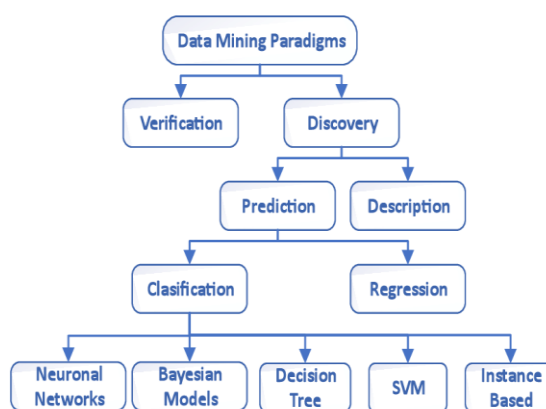 Data Mining Paradigms
Verification
Discovery
Prediction
Description
Clasification
Regression
Neuronal
Networks
Bayesian
Models
Decision
Tree
SVM
Instance
Based